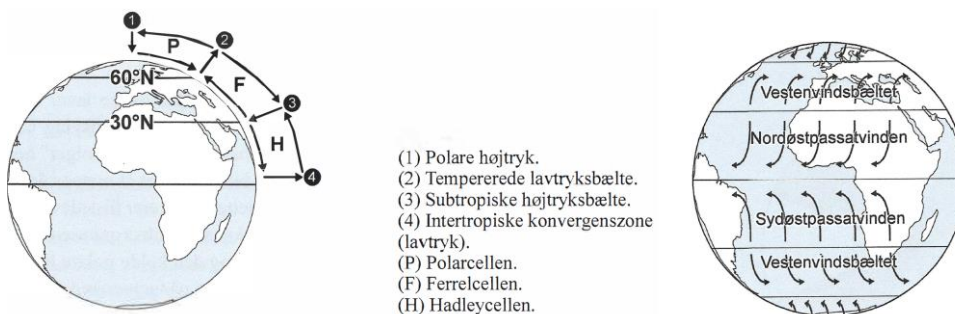 1
P
2
60°N
F
3
30°N
H
4
(1) Polare højtryk.
(2) Tempererede lavtryksbælte.
(3) Subtropiske højtryksbælte.
(4) Intertropiske konvergenszone
(lavtryk).
(P) Polarcellen.
(F) Ferrelcellen.
(H) Hadleycellen.
Vestenvindsbæltet
Nordøstpassatvinden
Sydøstpassatvinden
Vestenvindsbæltet